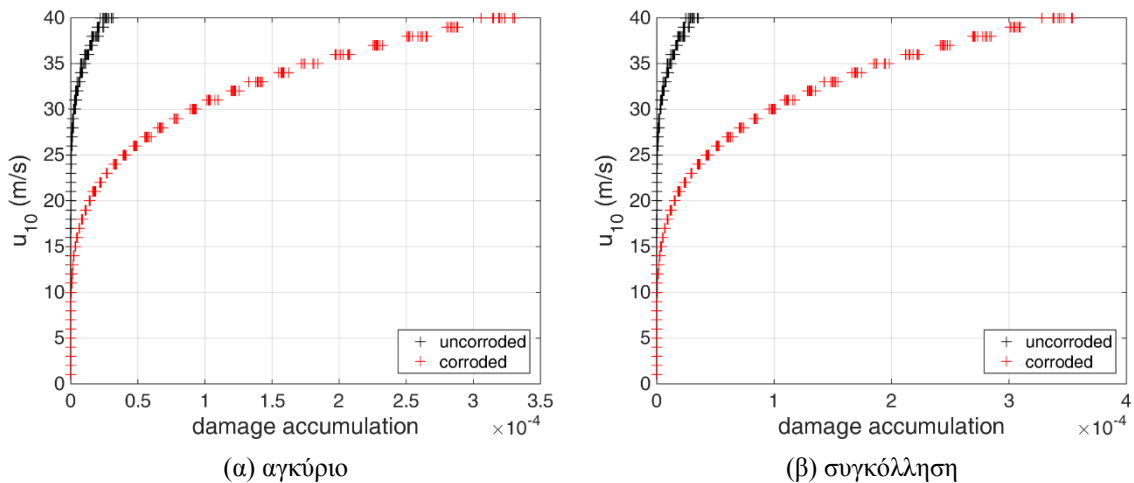 40
35
30
25
20
15
10
5
0
u10 (m/s)
uncorroded
corroded
0 0.5 1 1.5 2 2.5 3 3.5
damage accumulation ×10-4
(α) αγκύριο
40
35
30
25
20
15
10
5
0
u10 (m/s)
uncorroded
corroded
0 1 2 3 4
damage accumulation ×10-4
(β) συγκόλληση